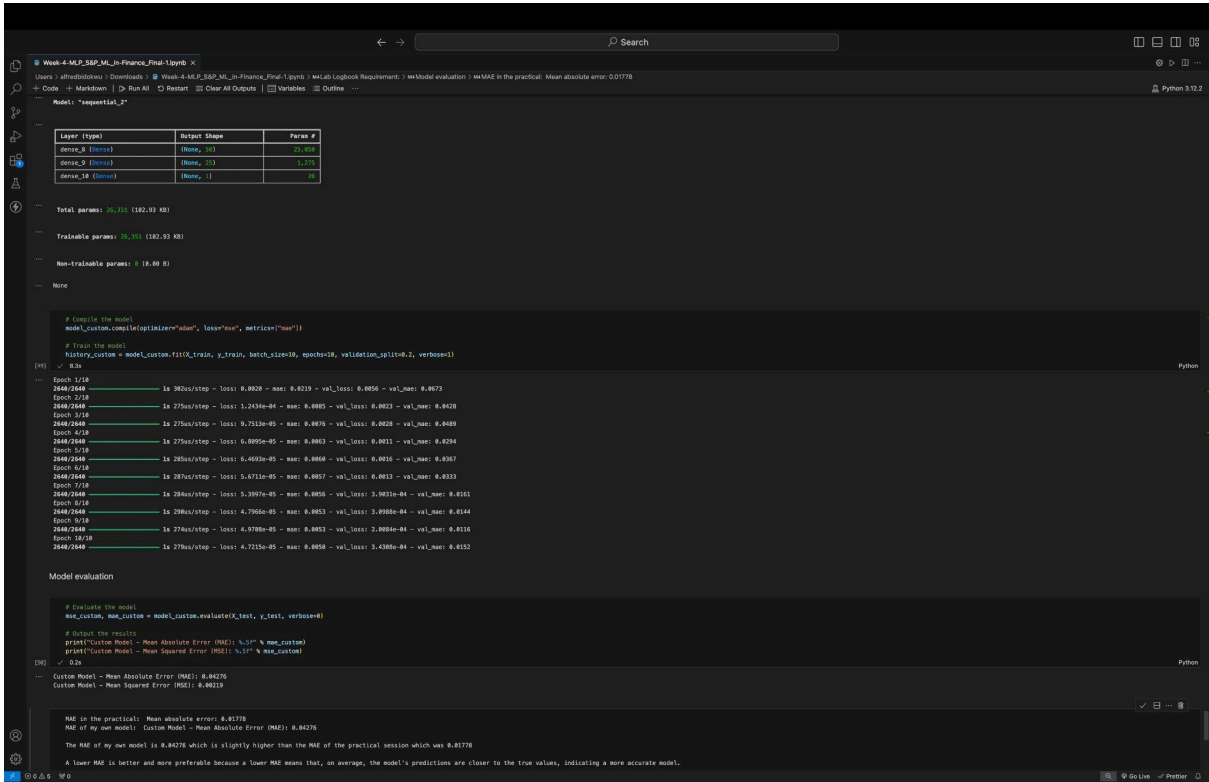 Search
Week-4-MLP_S&P_ML_in-Finance_Final-1.ipynb ×
Users > alfredbidokwu > Downloads > Week-4-MLP_S&P_ML_in-Finance_Final-1.ipynb > M↓Lab Logbook Requirement: > M↓Model evaluation > M↓MAE in the practical: Mean absolute error: 0.01778
+ Code + Markdown | Run All Restart Clear All Outputs | Variables Outline ... Python 3.12.2
Model: "sequential_2"
Layer (type) Output Shape Param #
dense_8 (Dense) (None, 50) 25,050
dense_9 (Dense) (None, 25) 1,275
dense_10 (Dense) (None, 1) 26
Total params: 26,351 (102.93 KB)
Trainable params: 26,351 (102.93 KB)
Non-trainable params: 0 (0.00 B)
None
# Compile the model
model_custom.compile(optimizer="adam", loss="mse", metrics=["mae"])
# Train the model
history_custom = model_custom.fit(X_train, y_train, batch_size=10, epochs=10, validation_split=0.2, verbose=1)
[49] ✓ 8.3s Python
Epoch 1/10
2640/2640 1s 302us/step - loss: 0.0020 - mae: 0.0219 - val_loss: 0.0056 - val_mae: 0.0673
Epoch 2/10
2640/2640 1s 275us/step - loss: 1.2434e-04 - mae: 0.0085 - val_loss: 0.0023 - val_mae: 0.0428
Epoch 3/10
2640/2640 1s 275us/step - loss: 9.7513e-05 - mae: 0.0076 - val_loss: 0.0028 - val_mae: 0.0489
Epoch 4/10
2640/2640 1s 275us/step - loss: 6.8095e-05 - mae: 0.0063 - val_loss: 0.0011 - val_mae: 0.0294
Epoch 5/10
2640/2640 1s 285us/step - loss: 6.4693e-05 - mae: 0.0060 - val_loss: 0.0016 - val_mae: 0.0367
Epoch 6/10
2640/2640 1s 287us/step - loss: 5.6711e-05 - mae: 0.0057 - val_loss: 0.0013 - val_mae: 0.0333
Epoch 7/10
2640/2640 1s 284us/step - loss: 5.3997e-05 - mae: 0.0056 - val_loss: 3.9031e-04 - val_mae: 0.0161
Epoch 8/10
2640/2640 1s 290us/step - loss: 4.7966e-05 - mae: 0.0053 - val_loss: 3.0988e-04 - val_mae: 0.0144
Epoch 9/10
2640/2640 1s 274us/step - loss: 4.9708e-05 - mae: 0.0053 - val_loss: 2.0084e-04 - val_mae: 0.0116
Epoch 10/10
2640/2640 1s 279us/step - loss: 4.7215e-05 - mae: 0.0050 - val_loss: 3.4308e-04 - val_mae: 0.0152
Model evaluation
# Evaluate the model
mse_custom, mae_custom = model_custom.evaluate(X_test, y_test, verbose=0)
# Output the results
print("Custom Model - Mean Absolute Error (MAE): %.5f" % mae_custom)
print("Custom Model - Mean Squared Error (MSE): %.5f" % mse_custom)
[50] ✓ 0.2s Python
Custom Model - Mean Absolute Error (MAE): 0.04276
Custom Model - Mean Squared Error (MSE): 0.00219
MAE in the practical: Mean absolute error: 0.01778
MAE of my own model: Custom Model - Mean Absolute Error (MAE): 0.04276
The MAE of my own model is 0.04276 which is slightly higher than the MAE of the practical session which was 0.01778
A lower MAE is better and more preferable because a lower MAE means that, on average, the model's predictions are closer to the true values, indicating a more accurate model.
0 5 0 Go Live Prettier